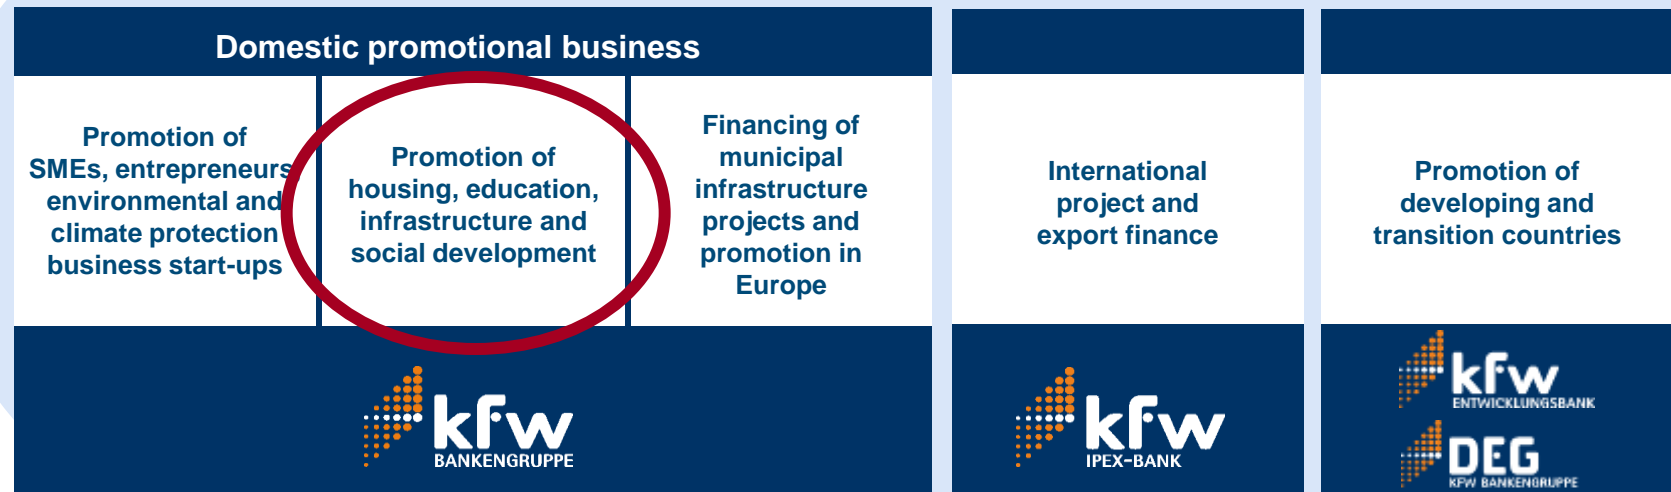 Domestic promotional business
Promotion of
SMEs, entrepreneurs,
environmental and
climate protection
business start-ups
Promotion of
housing, education,
infrastructure and
social development
Financing of
municipal
infrastructure
projects and
promotion in
Europe
International
project and
export finance
Promotion of
developing and
transition countries
kfw
BANKENGRUPPE
kfw
IPEX-BANK
kfw
ENTWICKLUNGSBANK
DEG
KFW BANKENGRUPPE